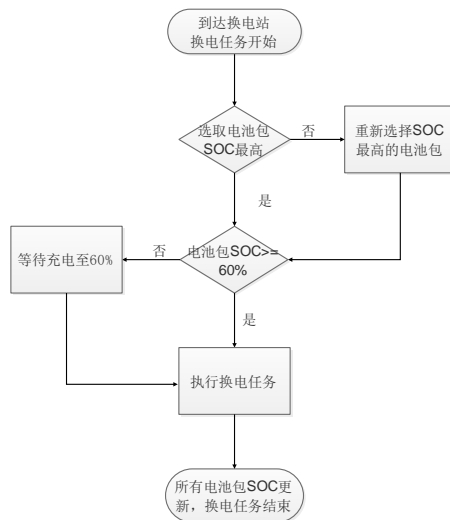 到达换电站
换电任务开始
选取电池包
SOC最高
否
重新选择SOC
最高的电池包
是
电池包SOC>=
60%
否
等待充电至60%
是
执行换电任务
所有电池包SOC更
新，换电任务结束